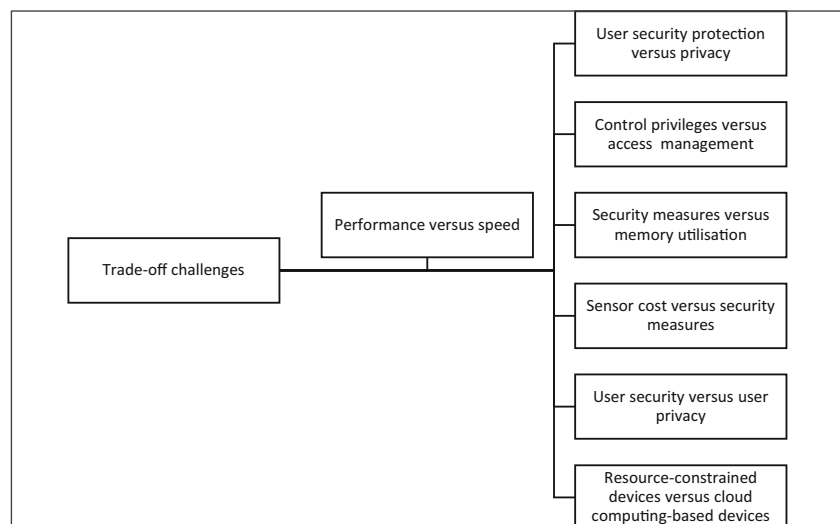 Trade-off challenges
Performance versus speed
User security protection
versus privacy
Control privileges versus
access management
Security measures versus
memory utilisation
Sensor cost versus security
measures
User security versus user
privacy
Resource-constrained
devices versus cloud
computing-based devices